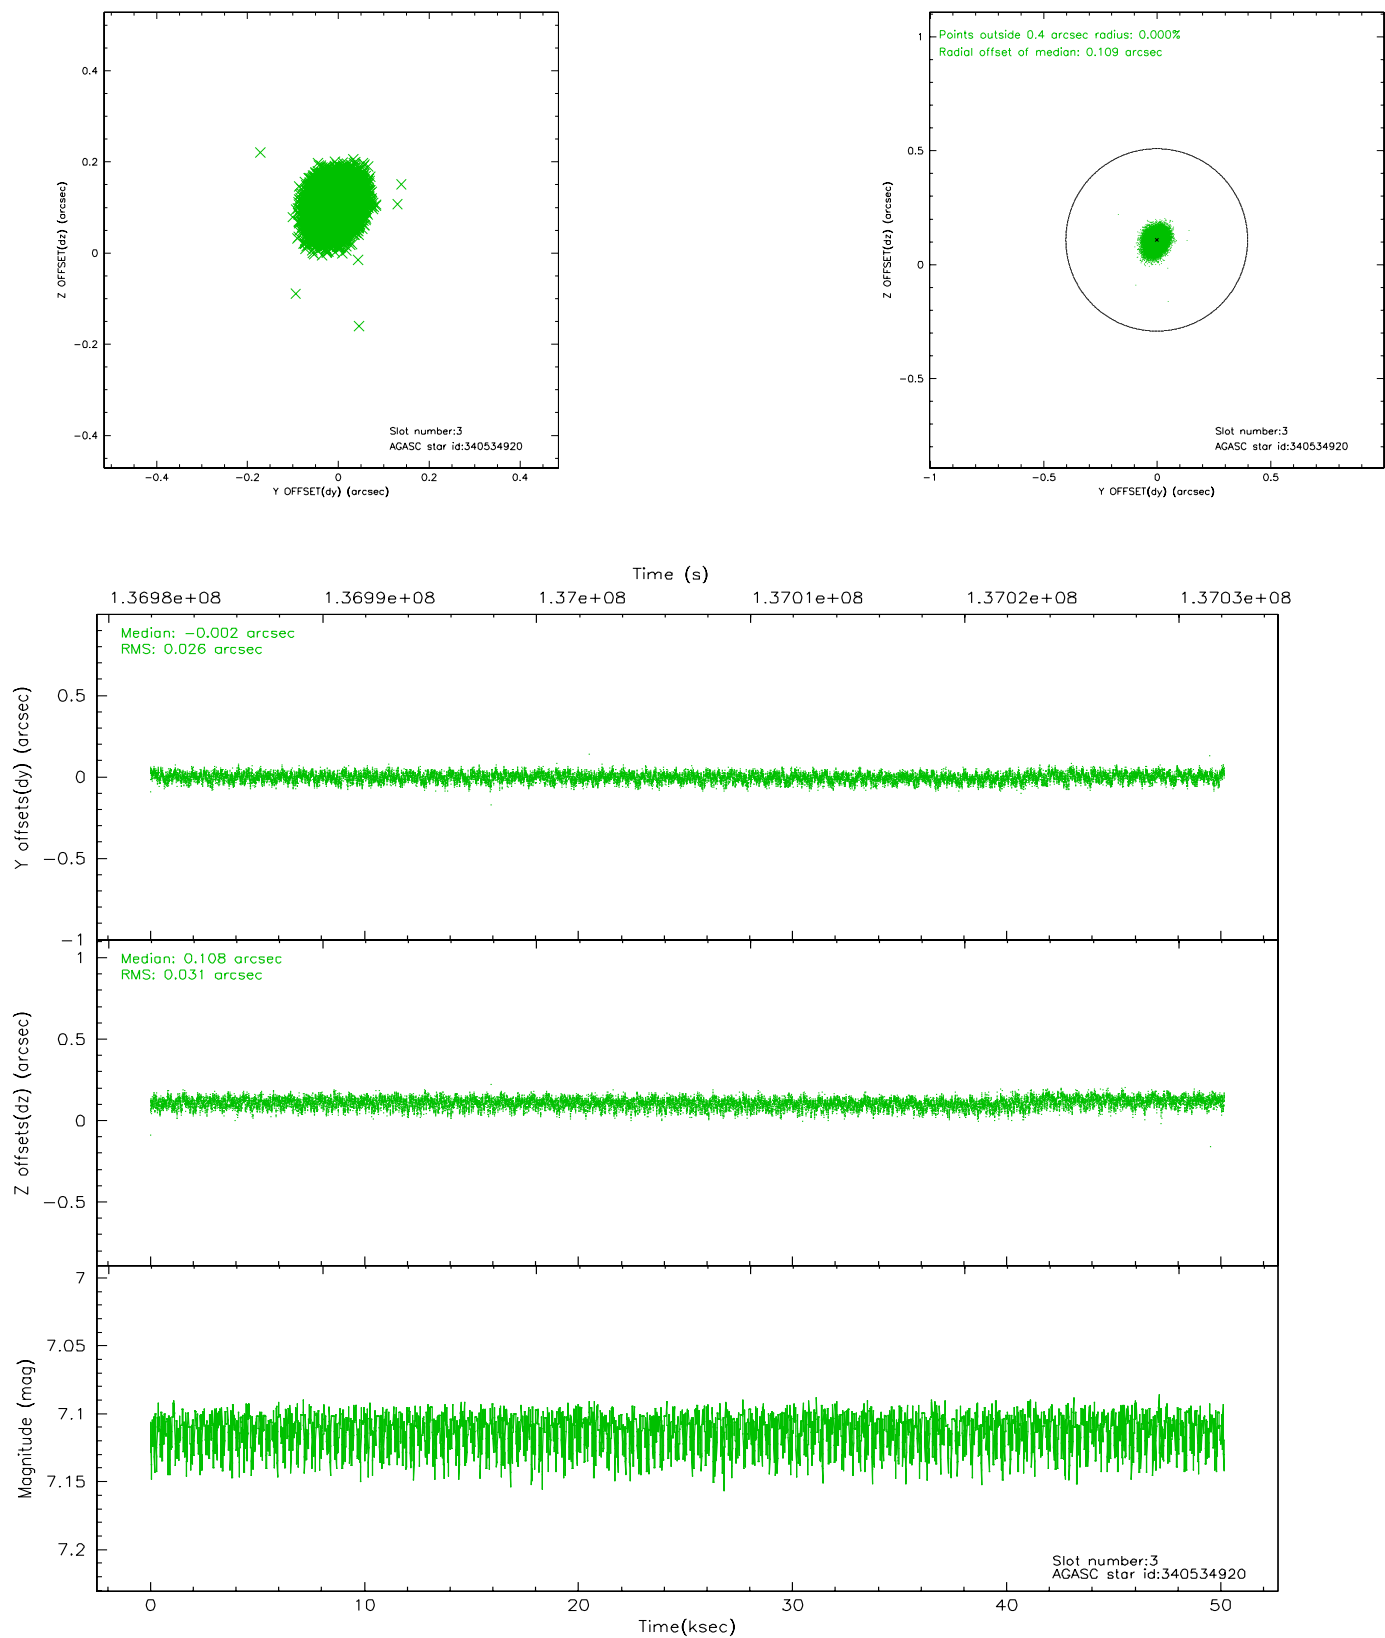 0.4
0.2
0
−0.2
−0.4
−0.4
−0.2
0
0.2
0.4
Z OFFSET(dz) (arcsec)
Y OFFSET(dy) (arcsec)
Slot number:3
AGASC star id:340534920
Points outside 0.4 arcsec radius: 0.000%
Radial offset of median: 0.109 arcsec
1
0.5
0
−0.5
−1
−0.5
0
0.5
Z OFFSET(dz) (arcsec)
Y OFFSET(dy) (arcsec)
Slot number:3
AGASC star id:340534920
Time (s)
1.3698e+08 1.3699e+08 1.37e+08 1.3701e+08 1.3702e+08 1.3703e+08
Median: −0.002 arcsec
RMS: 0.026 arcsec
0.5
0
−0.5
−1
Y offsets(dy) (arcsec)
Median: 0.108 arcsec
RMS: 0.031 arcsec
1
0.5
0
−0.5
Z offsets(dz) (arcsec)
7
7.05
7.1
7.15
7.2
Magnitude (mag)
Slot number:3
AGASC star id:340534920
0 10 20 30 40 50
Time(ksec)